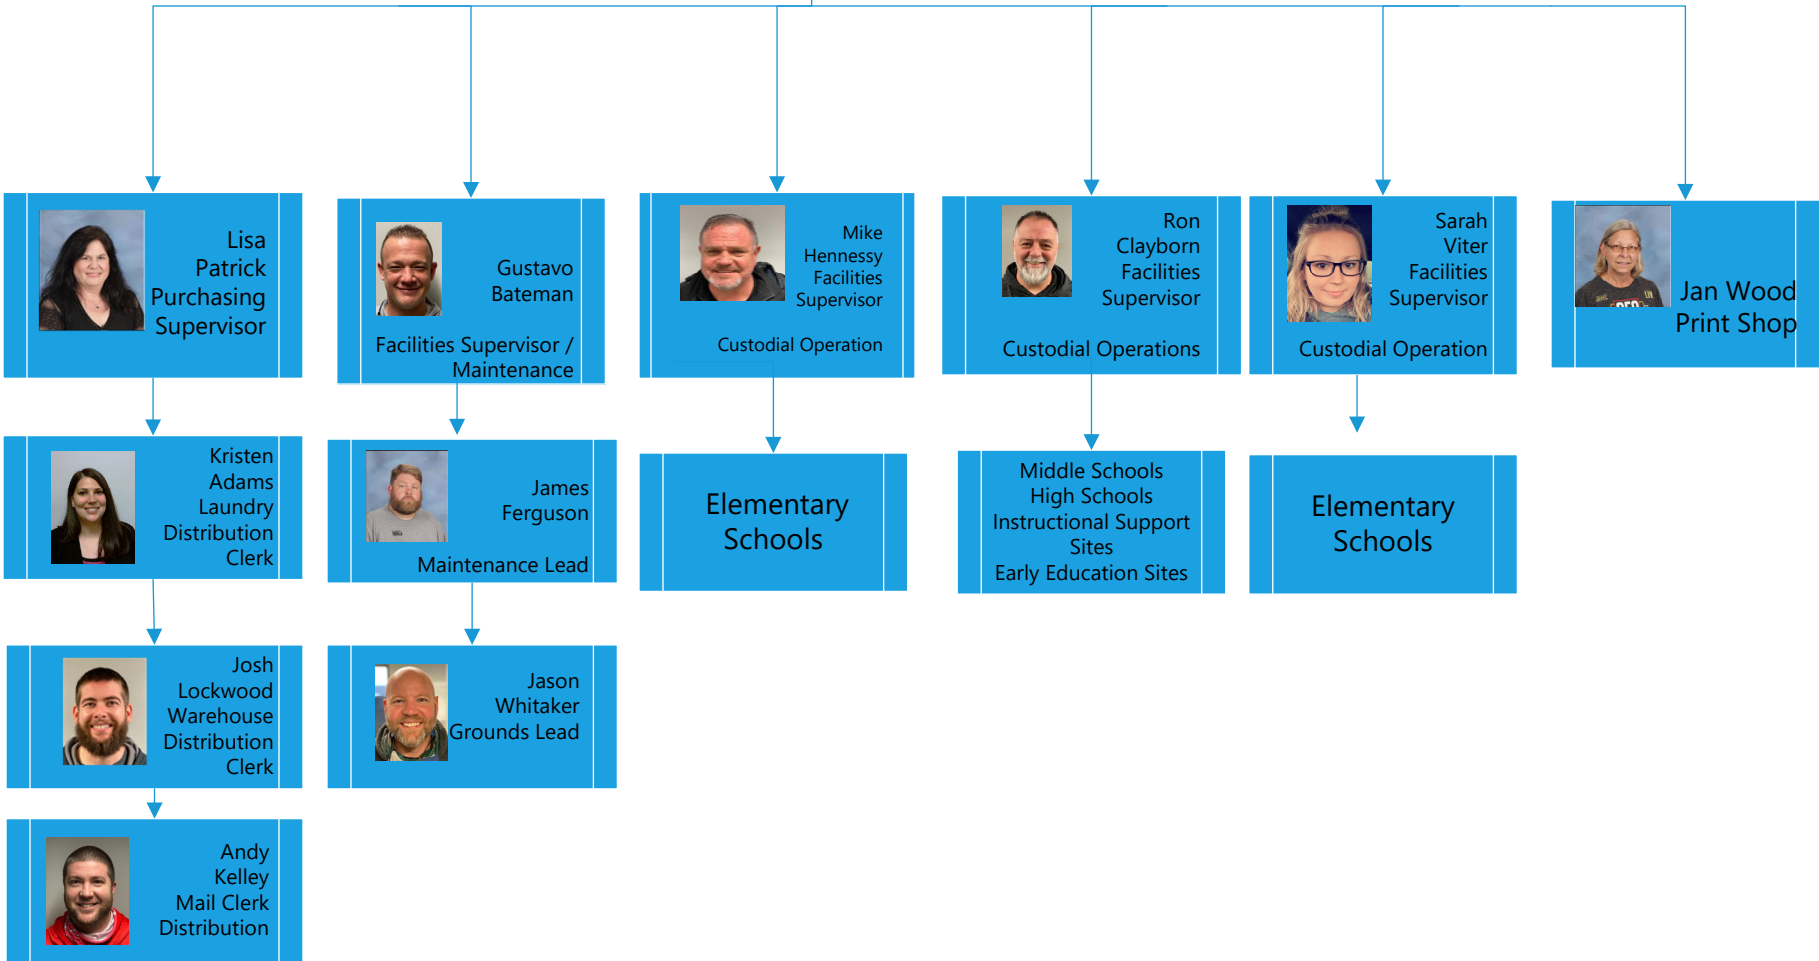 Lisa
Patrick
Purchasing
Supervisor
Gustavo
Bateman
Facilities Supervisor /
Maintenance
Mike
Hennessy
Facilities
Supervisor
Custodial Operation
Ron
Clayborn
Facilities
Supervisor
Custodial Operations
Sarah
Viter
Facilities
Supervisor
Custodial Operation
Jan Wood
Print Shop
Kristen
Adams
Laundry
Distribution
Clerk
James
Ferguson
Maintenance Lead
Elementary
Schools
Middle Schools
High Schools
Instructional Support
Sites
Early Education Sites
Elementary
Schools
Josh
Lockwood
Warehouse
Distribution
Clerk
Jason
Whitaker
Grounds Lead
Andy
Kelley
Mail Clerk
Distribution